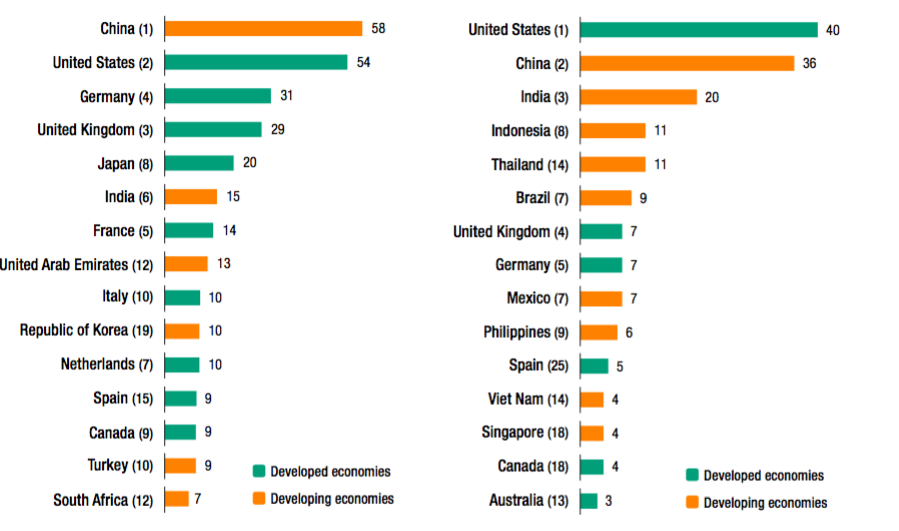 China (1) 58
United States (2) 54
Germany (4) 31
United Kingdom (3) 29
Japan (8) 20
India (6) 15
France (5) 14
United Arab Emirates (12) 13
Italy (10) 10
Republic of Korea (19) 10
Netherlands (7) 10
Spain (15) 9
Canada (9) 9
Turkey (10) 9
South Africa (12) 7
Developed economies
Developing economies
United States (1) 40
China (2) 36
India (3) 20
Indonesia (8) 11
Thailand (14) 11
Brazil (7) 9
United Kingdom (4) 7
Germany (5) 7
Mexico (7) 7
Philippines (9) 6
Spain (25) 5
Viet Nam (14) 4
Singapore (18) 4
Canada (18) 4
Australia (13) 3
Developed economies
Developing economies